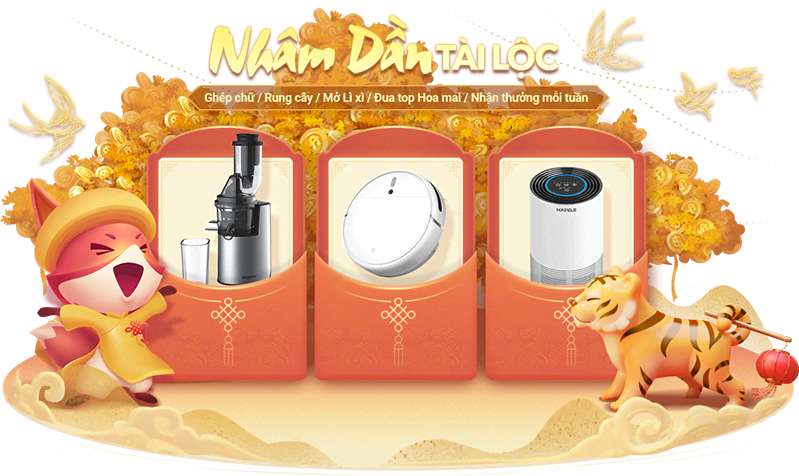 Nhâm Dần TÀI LỘC
Ghép chữ / Rung cây / Mở Lì xì / Đua top Hoa mai / Nhận thưởng mỗi tuần
HÄFELE